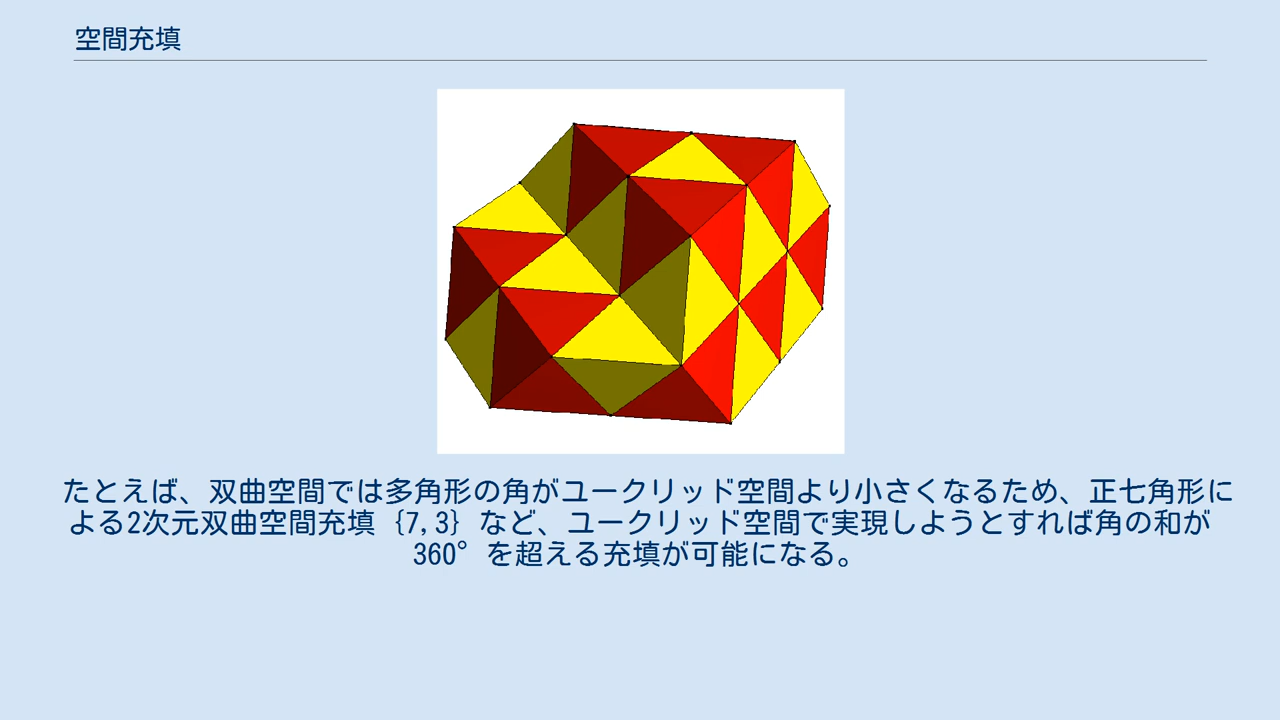 空間充填
たとえば、双曲空間では多角形の角がユークリッド空間より小さくなるため、正七角形に
よる2次元双曲空間充填｛7,3｝など、ユークリッド空間で実現しようとすれば角の和が
360°を超える充填が可能になる。